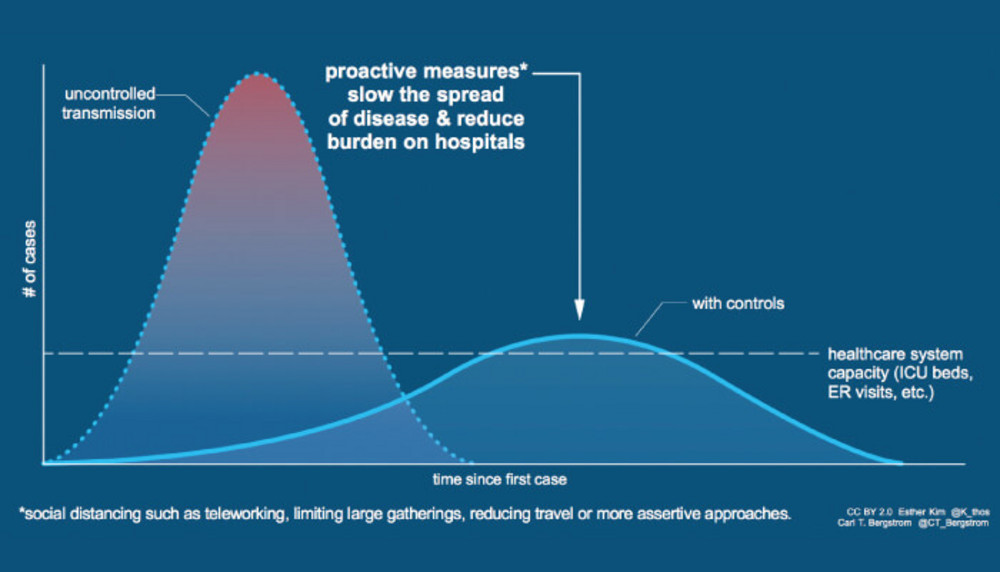 proactive measures*
slow the spread
of disease & reduce
burden on hospitals
uncontrolled
transmission
# of cases
with controls
healthcare system
capacity (ICU beds,
ER visits, etc.)
time since first case
*social distancing such as teleworking, limiting large gatherings, reducing travel or more assertive approaches.
CC BY 2.0 Esther Kim @K_thos
Carl T. Bergstrom @CT_Bergstrom